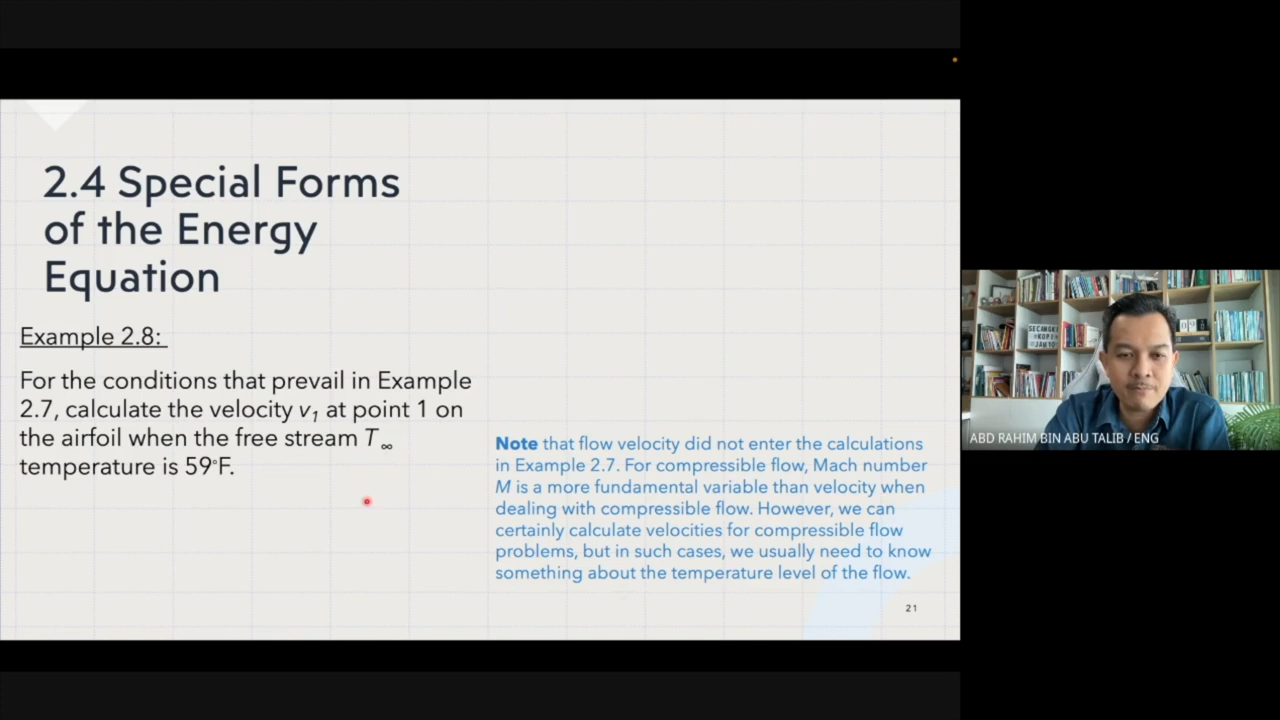 2.4 Special Forms
of the Energy
Equation
Example 2.8:
For the conditions that prevail in Example
2.7, calculate the velocity v₁ at point 1 on
the airfoil when the free stream T∞
temperature is 59°F.
Note that flow velocity did not enter the calculations
in Example 2.7. For compressible flow, Mach number
M is a more fundamental variable than velocity when
dealing with compressible flow. However, we can
certainly calculate velocities for compressible flow
problems, but in such cases, we usually need to know
something about the temperature level of the flow.
21
SECANGKI
#KOPI
ABD RAHIM BIN ABU TALIB / ENG